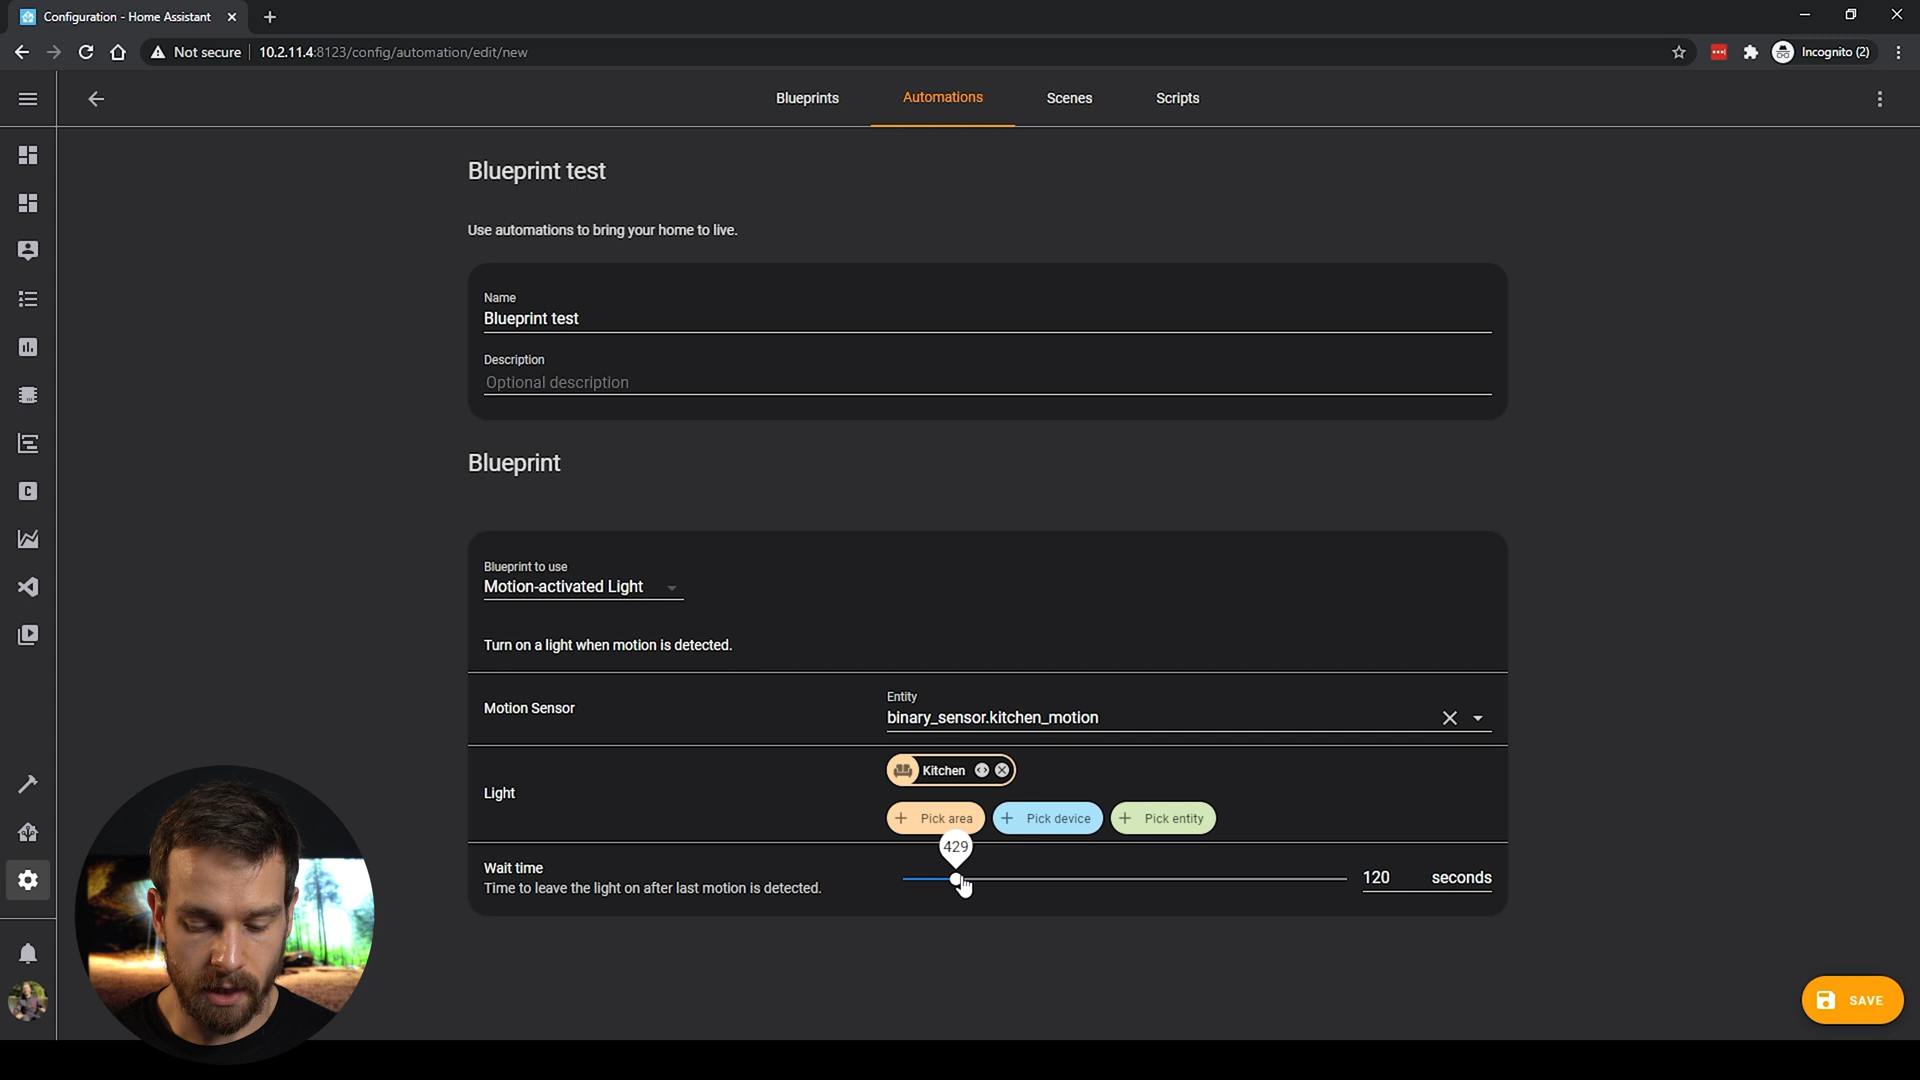 Configuration - Home Assistant
Not secure
10.2.11.4:8123/config/automation/edit/new
Incognito (2)
Blueprints
Automations
Scenes
Scripts
Blueprint test
Use automations to bring your home to live.
Name
Blueprint test
Description
Optional description
Blueprint
Blueprint to use
Motion-activated Light
Turn on a light when motion is detected.
Motion Sensor
Entity
binary_sensor.kitchen_motion
Light
Kitchen
Pick area
Pick device
Pick entity
429
Wait time
Time to leave the light on after last motion is detected.
120
seconds
C
SAVE